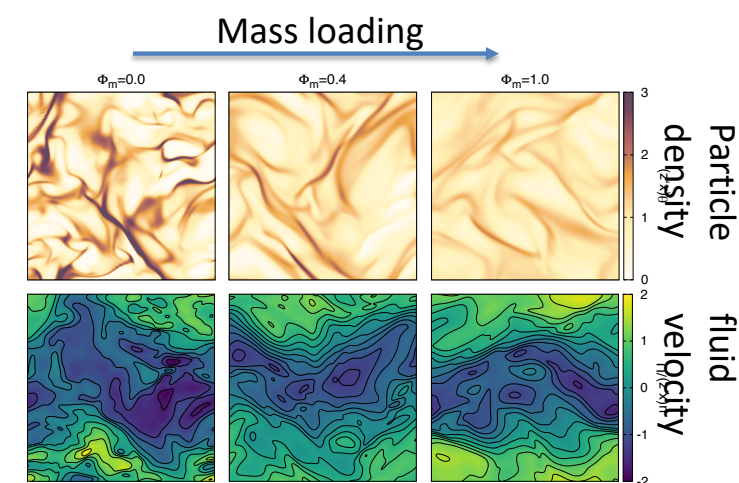 Mass loading
Φm=0.0
Φm=0.4
Φm=1.0
3
2
1
0
Particle
density
2
1
0
-1
-2
fluid
velocity